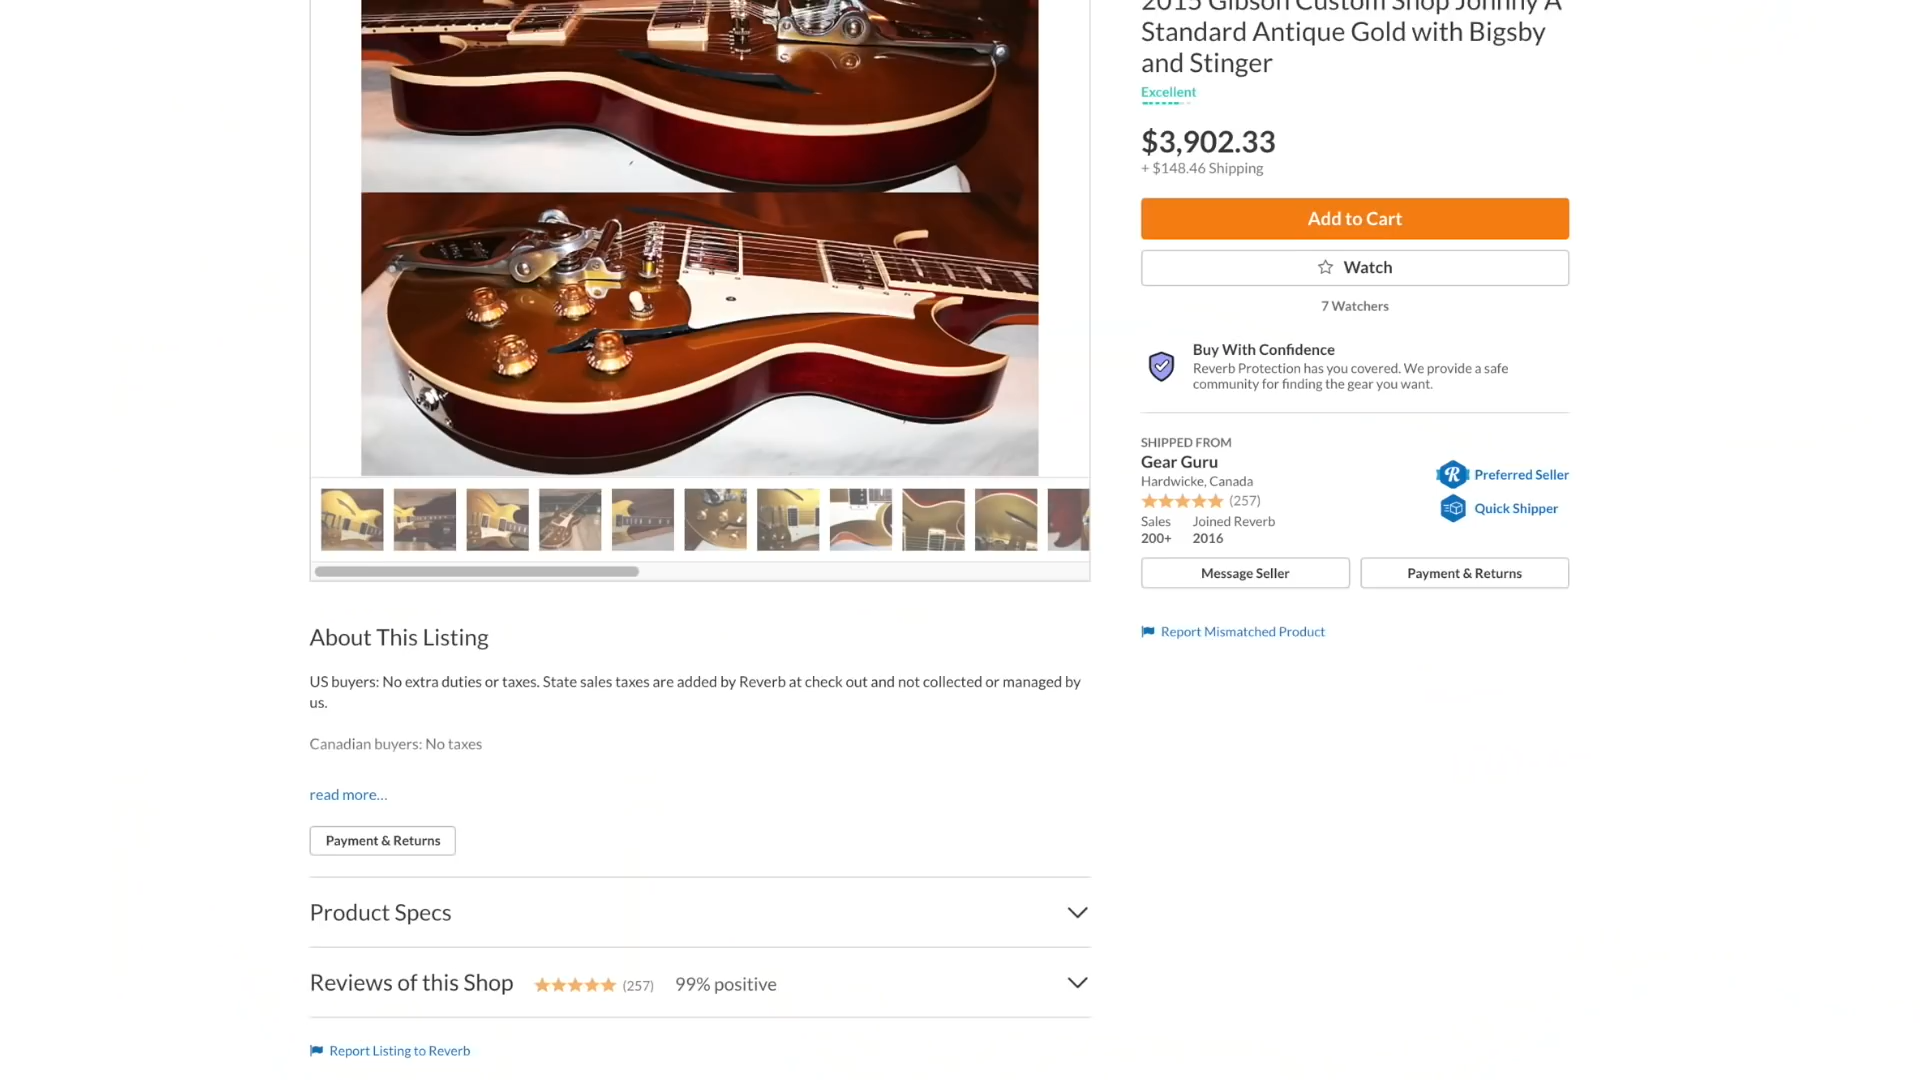 2015 Gibson Custom Shop Johnny A
Standard Antique Gold with Bigsby
and Stinger
Excellent
$3,902.33
+ $148.46 Shipping
Add to Cart
Watch
7 Watchers
Buy With Confidence
Reverb Protection has you covered. We provide a safe
community for finding the gear you want.
SHIPPED FROM
Gear Guru
Hardwicke, Canada
(257)
Sales Joined Reverb
200+ 2016
Preferred Seller
Quick Shipper
Message Seller
Payment & Returns
Report Mismatched Product
About This Listing
US buyers: No extra duties or taxes. State sales taxes are added by Reverb at check out and not collected or managed by
us.
Canadian buyers: No taxes
read more...
Payment & Returns
Product Specs
Reviews of this Shop (257) 99% positive
Report Listing to Reverb